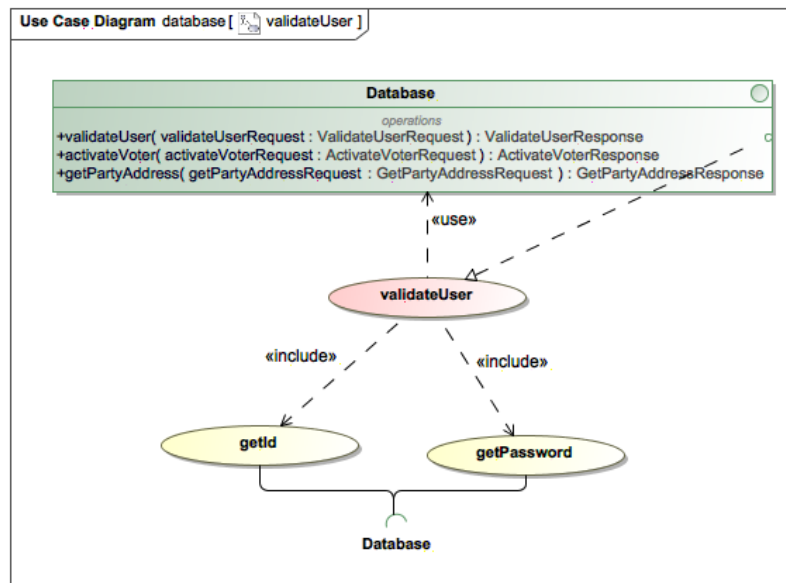 Use Case Diagram database[ validateUser ]
Database
operations
+validateUser( validateUserRequest : ValidateUserRequest ) : ValidateUserResponse
+activateVoter( activateVoterRequest : ActivateVoterRequest ) : ActivateVoterResponse
+getPartyAddress( getPartyAddressRequest : GetPartyAddressRequest ) : GetPartyAddressResponse
«use»
validateUser
«include»
«include»
getId
getPassword
Database